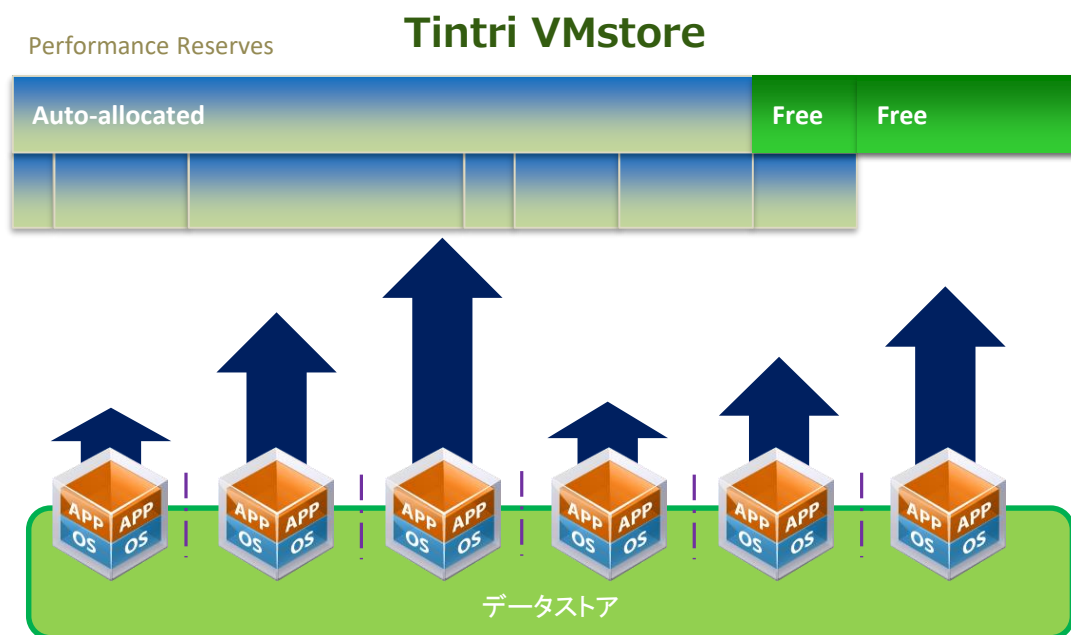 Tintri VMstore
Performance Reserves
Auto-allocated
Free
Free
APP APP
OS OS
APP APP
OS OS
APP APP
OS OS
APP APP
OS OS
APP APP
OS OS
APP APP
OS OS
データストア